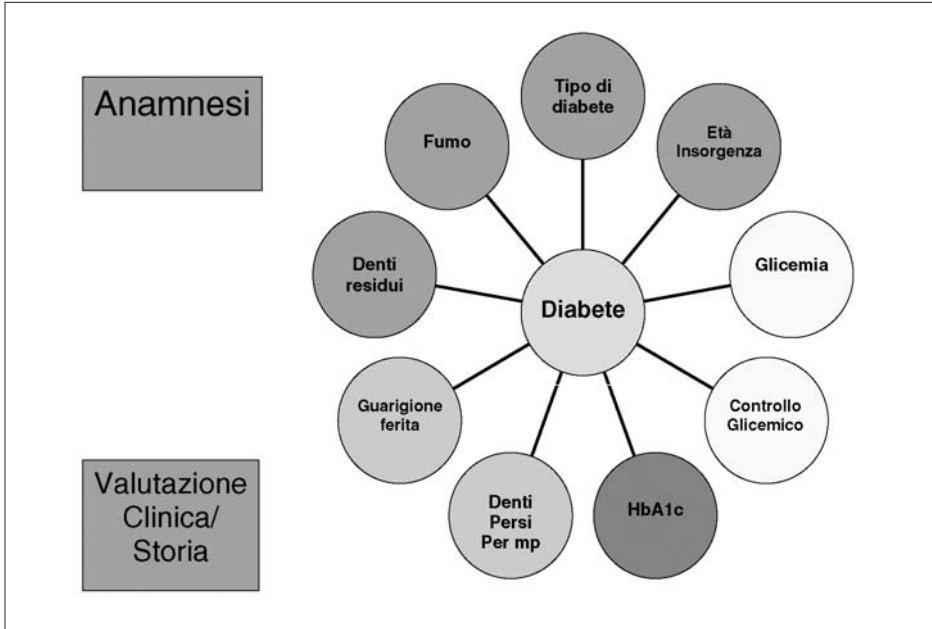 Anamnesi
Tipo di
diabete
Fumo
Età
Insorgenza
Denti
residui
Glicemia
Diabete
Guarigione
ferita
Controllo
Glicemico
Valutazione
Clinica/
Storia
Denti
Persi
Per mp
HbA1c